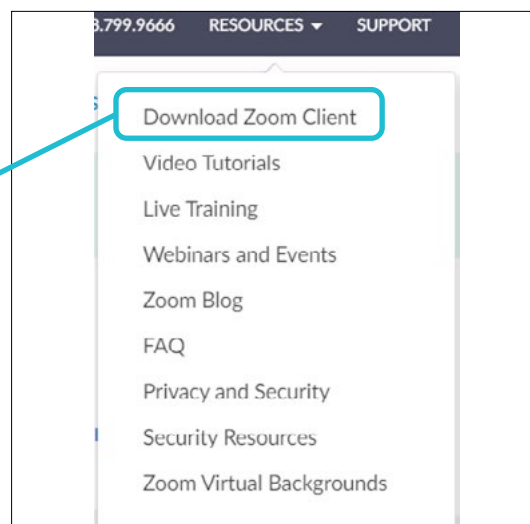 3.799.9666 RESOURCES SUPPORT
Download Zoom Client
Video Tutorials
Live Training
Webinars and Events
Zoom Blog
FAQ
Privacy and Security
Security Resources
Zoom Virtual Backgrounds